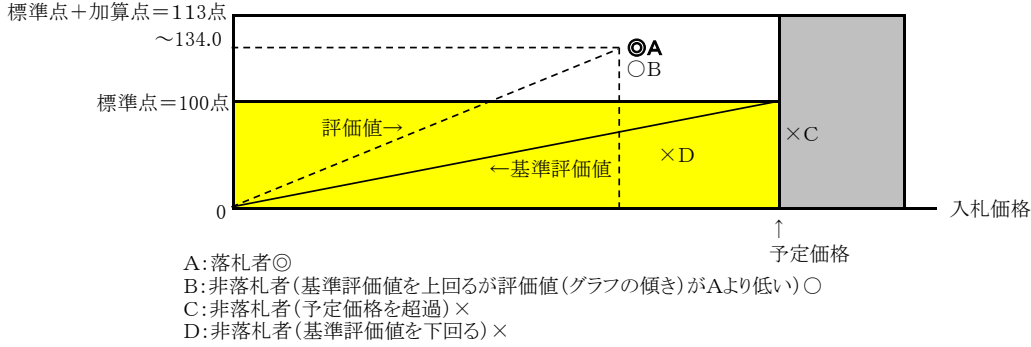 標準点＋加算点＝113点
～134.0
◎A
○B
標準点＝100点
評価値→
×C
×D
←基準評価値
0
入札価格
↑
予定価格
A：落札者◎
B：非落札者（基準評価値を上回るが評価値（グラフの傾き）がAより低い）○
C：非落札者（予定価格を超過）×
D：非落札者（基準評価値を下回る）×